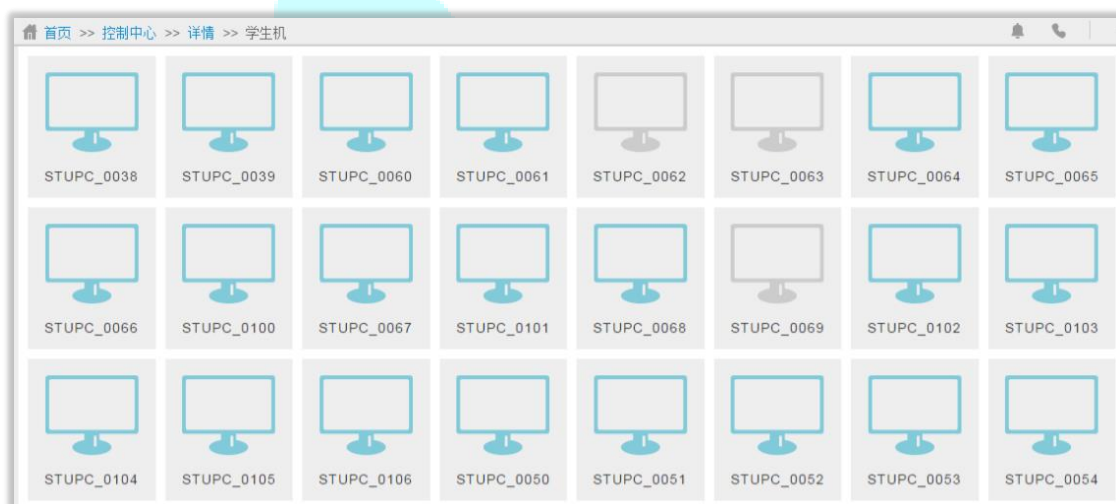 首页 >> 控制中心 >> 详情 >> 学生机
STUPC_0038 STUPC_0039 STUPC_0060 STUPC_0061 STUPC_0062 STUPC_0063 STUPC_0064 STUPC_0065
STUPC_0066 STUPC_0100 STUPC_0067 STUPC_0101 STUPC_0068 STUPC_0069 STUPC_0102 STUPC_0103
STUPC_0104 STUPC_0105 STUPC_0106 STUPC_0050 STUPC_0051 STUPC_0052 STUPC_0053 STUPC_0054